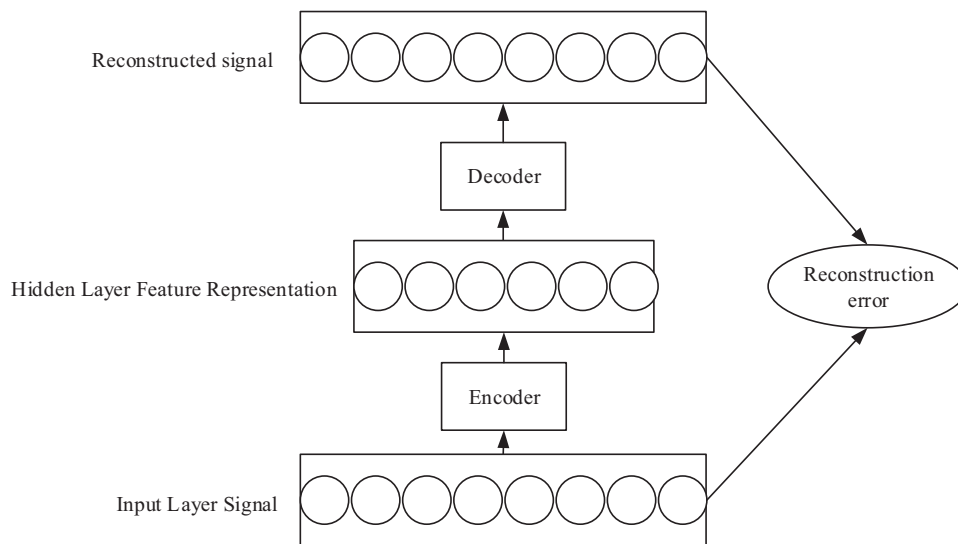 Reconstructed signal
Decoder
Hidden Layer Feature Representation
Reconstruction
error
Encoder
Input Layer Signal